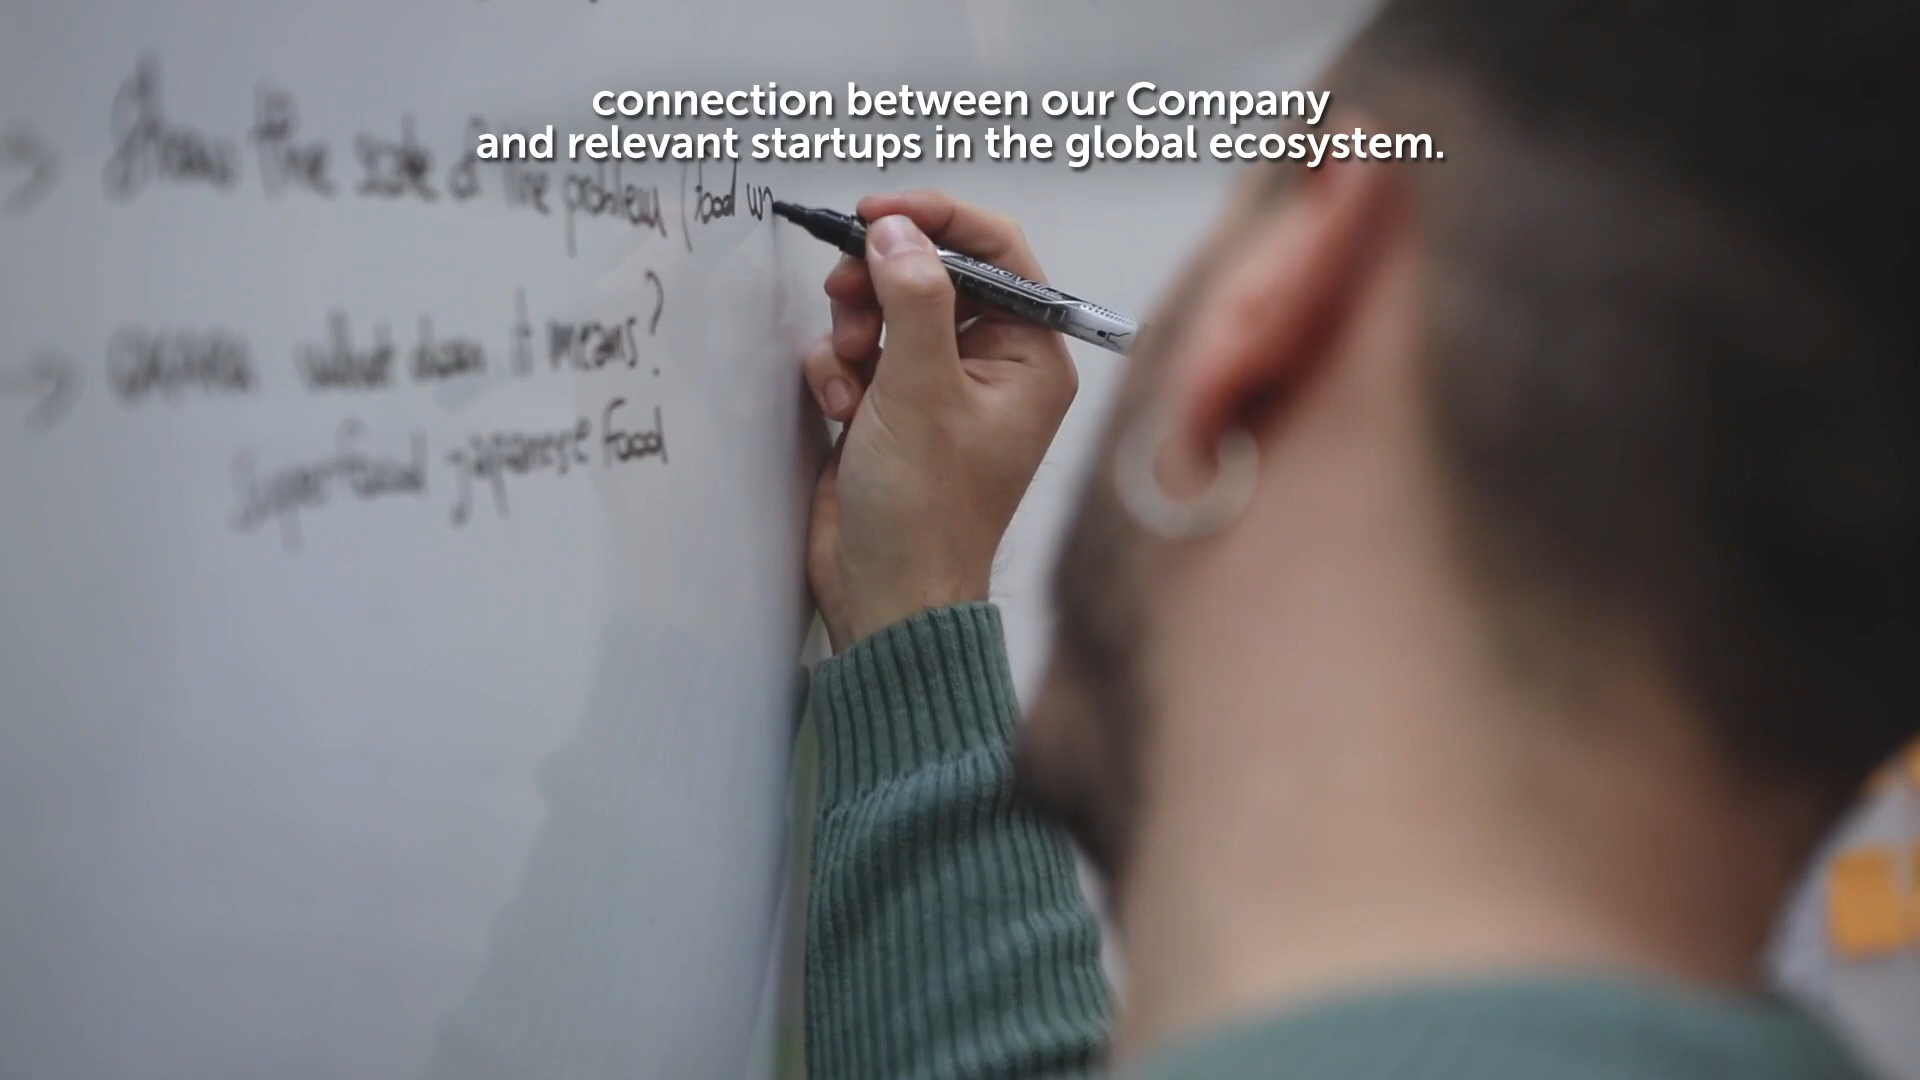 connection between our Company
and relevant startups in the global ecosystem.
Show the side of the problem (food w
what does it means?
superfood japanese food